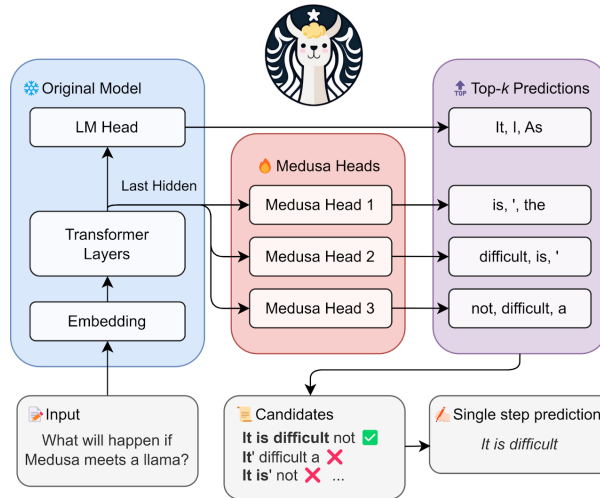 Original Model
LM Head
Last Hidden
Transformer
Layers
Embedding
Medusa Heads
Medusa Head 1
Medusa Head 2
Medusa Head 3
TOP
Top-k Predictions
It, I, As
is, ', the
difficult, is, '
not, difficult, a
Input
What will happen if
Medusa meets a llama?
Candidates
It is difficult not
It' difficult a
It is' not ...
Single step prediction
It is difficult